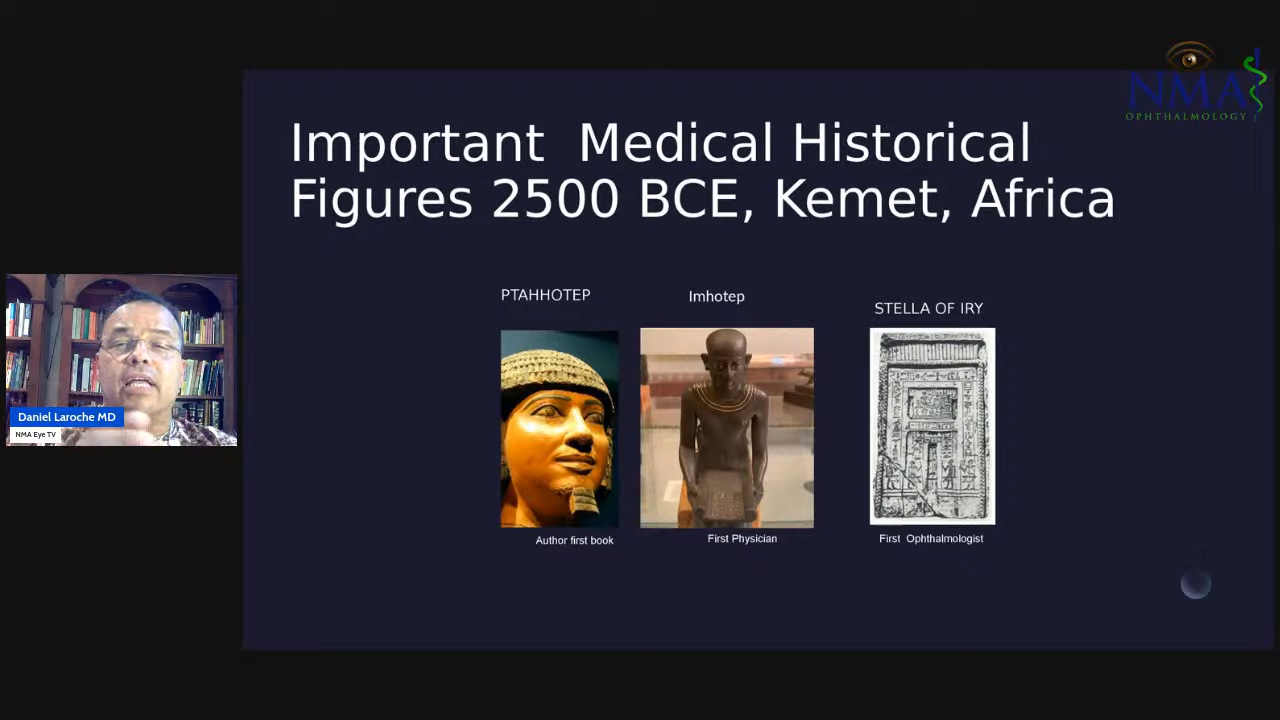 NMA
OPHTHALMOLOGY
Important  Medical Historical
Figures 2500 BCE, Kemet, Africa
PTAHHOTEP
Imhotep
STELLA OF IRY
Author first book
First Physician
First  Ophthalmologist
Daniel Laroche MD
NMA Eye TV